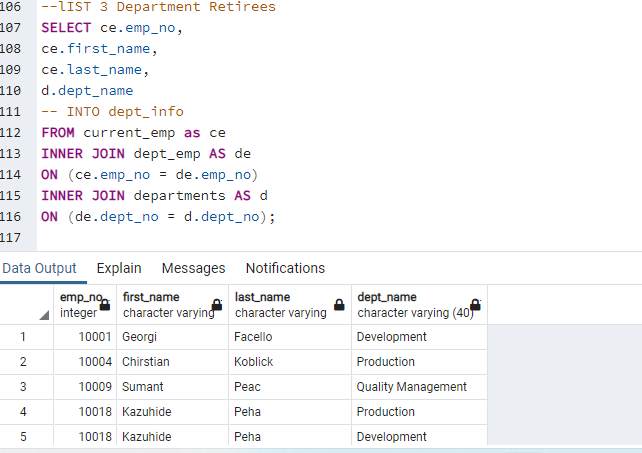 106 --lIST 3 Department Retirees
107 SELECT ce.emp_no,
108 ce.first_name,
109 ce.last_name,
110 d.dept_name
111 -- INTO dept_info
112 FROM current_emp as ce
113 INNER JOIN dept_emp AS de
114 ON (ce.emp_no = de.emp_no)
115 INNER JOIN departments AS d
116 ON (de.dept_no = d.dept_no);
117
Data Output Explain Messages Notifications
emp_no first_name last_name dept_name
integer character varying character varying character varying (40)
1 10001 Georgi Facello Development
2 10004 Chirstian Koblick Production
3 10009 Sumant Peac Quality Management
4 10018 Kazuhide Peha Production
5 10018 Kazuhide Peha Development